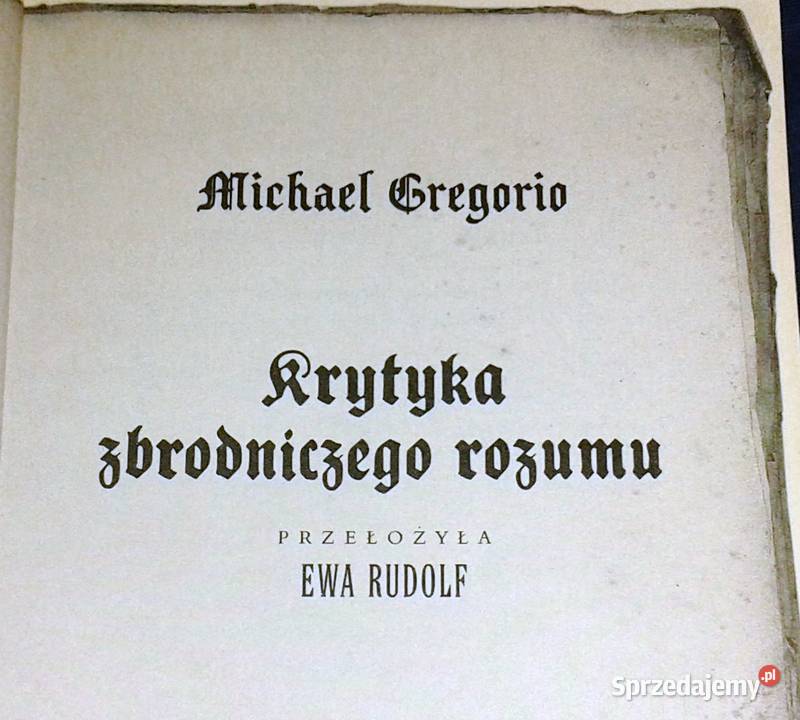 Michael Gregorio
Krytyka
zbrodniczego rozumu
PRZEŁOŻYŁA
EWA RUDOLF
Sprzedajemy.pl